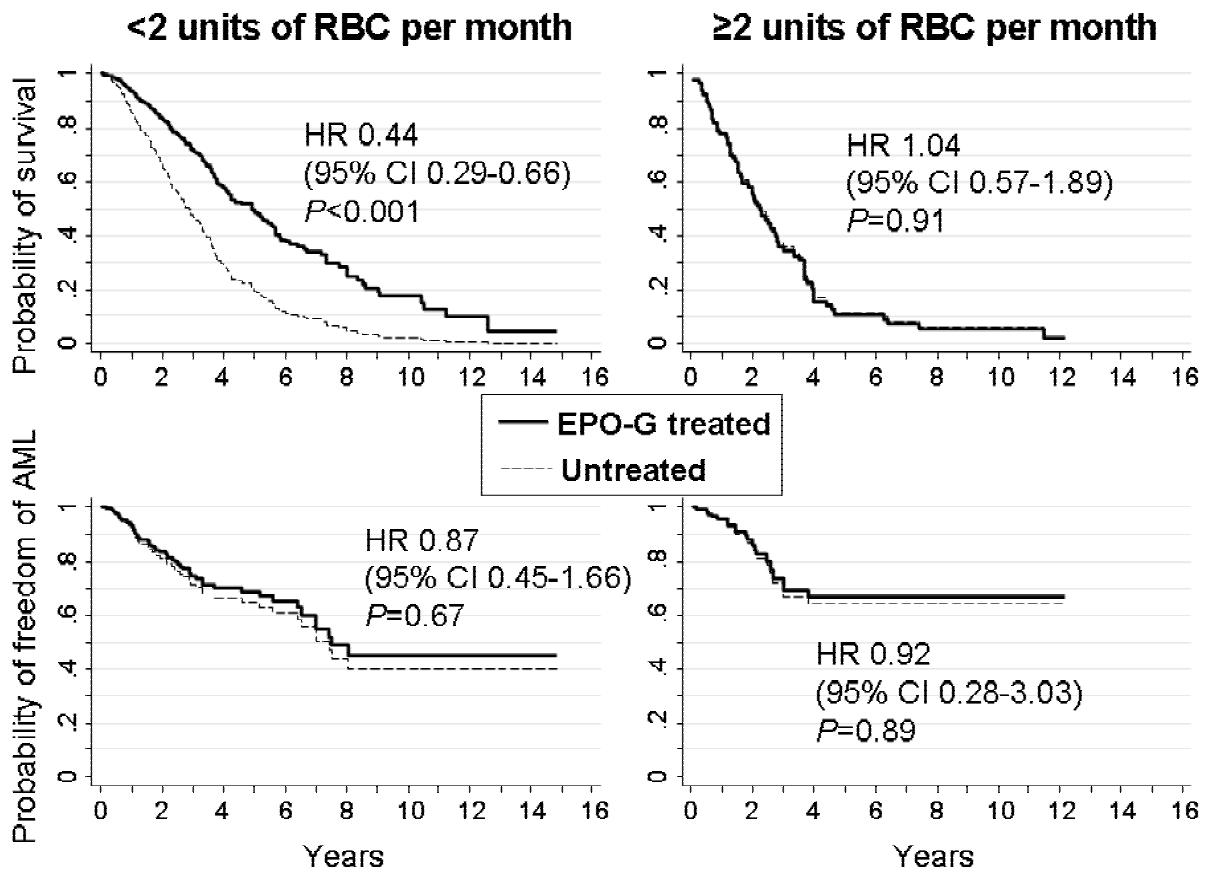 <2 units of RBC per month
≥2 units of RBC per month
Probability of survival
1
.8
.6
.4
.2
0
HR 0.44
(95% CI 0.29-0.66)
P<0.001
0 2 4 6 8 10 12 14 16
1
.8
.6
.4
.2
0
HR 1.04
(95% CI 0.57-1.89)
P=0.91
0 2 4 6 8 10 12 14 16
EPO-G treated
Untreated
Probability of freedom of AML
1
.8
.6
.4
.2
0
HR 0.87
(95% CI 0.45-1.66)
P=0.67
0 2 4 6 8 10 12 14 16
Years
1
.8
.6
.4
.2
0
HR 0.92
(95% CI 0.28-3.03)
P=0.89
0 2 4 6 8 10 12 14 16
Years